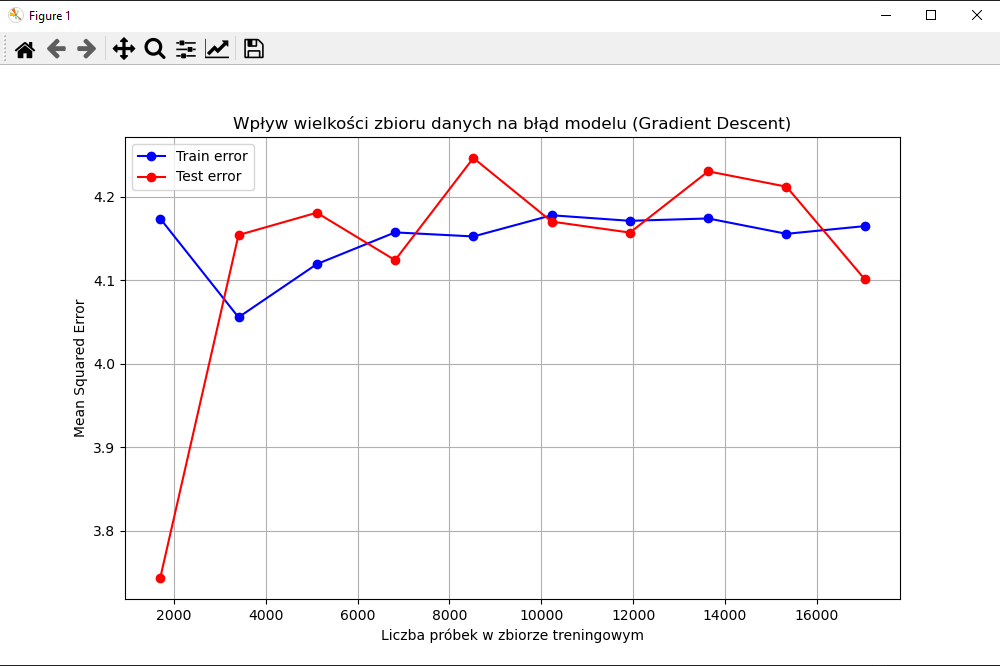 Figure 1
Wpływ wielkości zbioru danych na błąd modelu (Gradient Descent)
Train error
Test error
4.2
4.1
4.0
3.9
3.8
Mean Squared Error
2000 4000 6000 8000 10000 12000 14000 16000
Liczba próbek w zbiorze treningowym